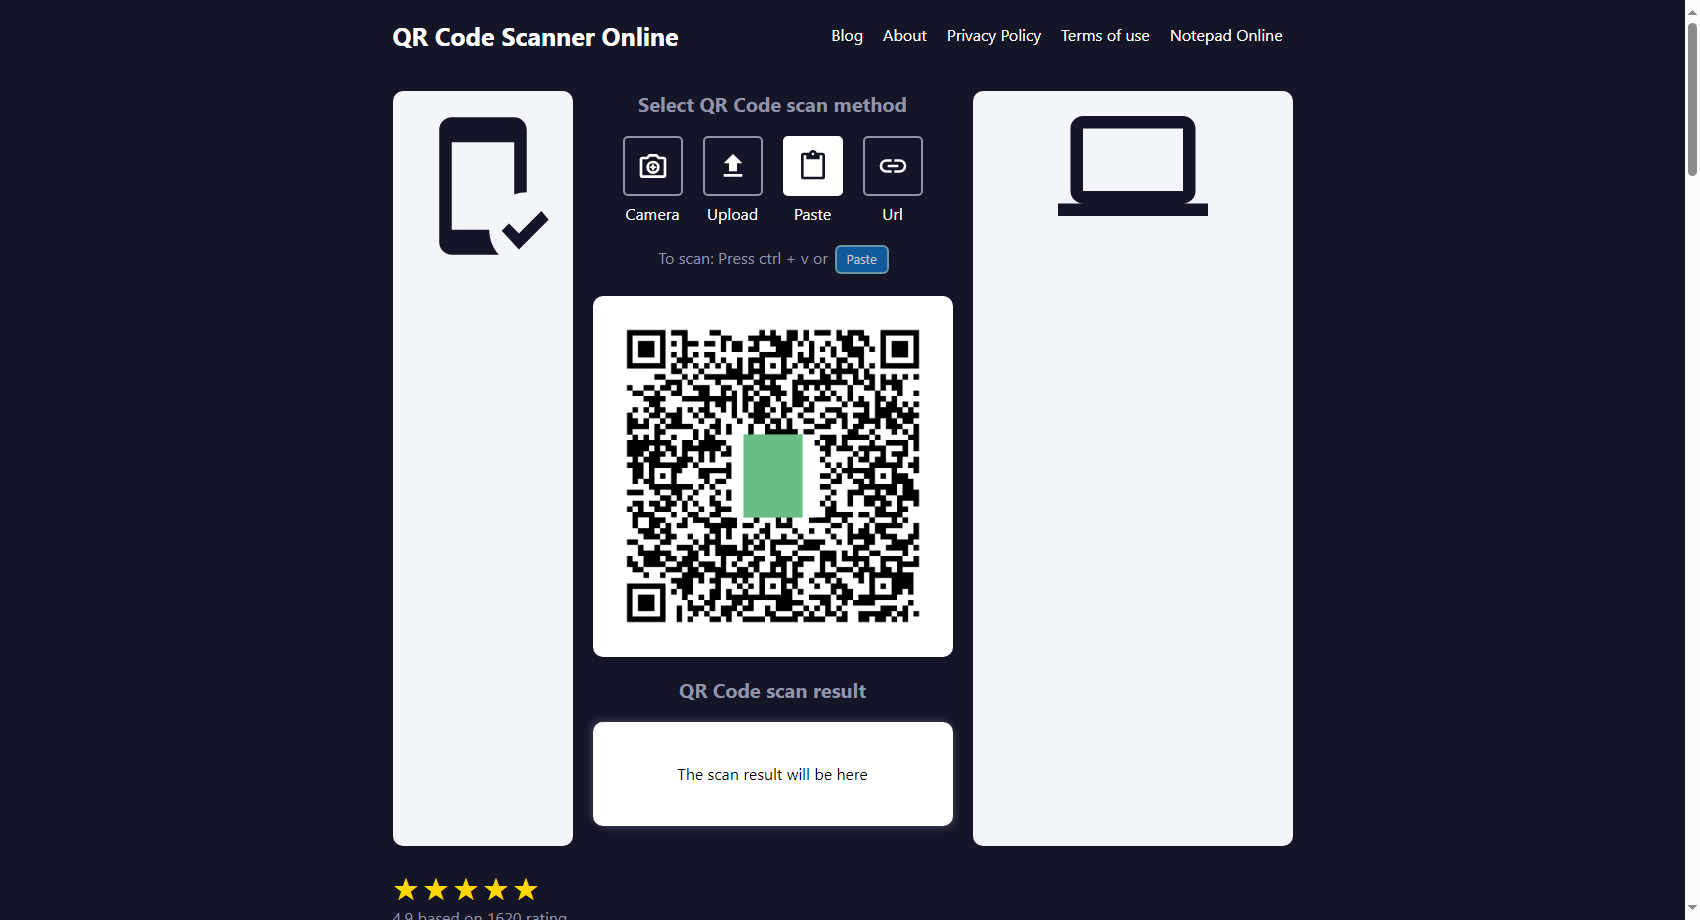 QR Code Scanner Online
Blog About Privacy Policy Terms of use Notepad Online
Select QR Code scan method
Camera Upload Paste Url
To scan: Press ctrl + v or Paste
QR Code scan result
The scan result will be here
4.9 based on 1620 rating